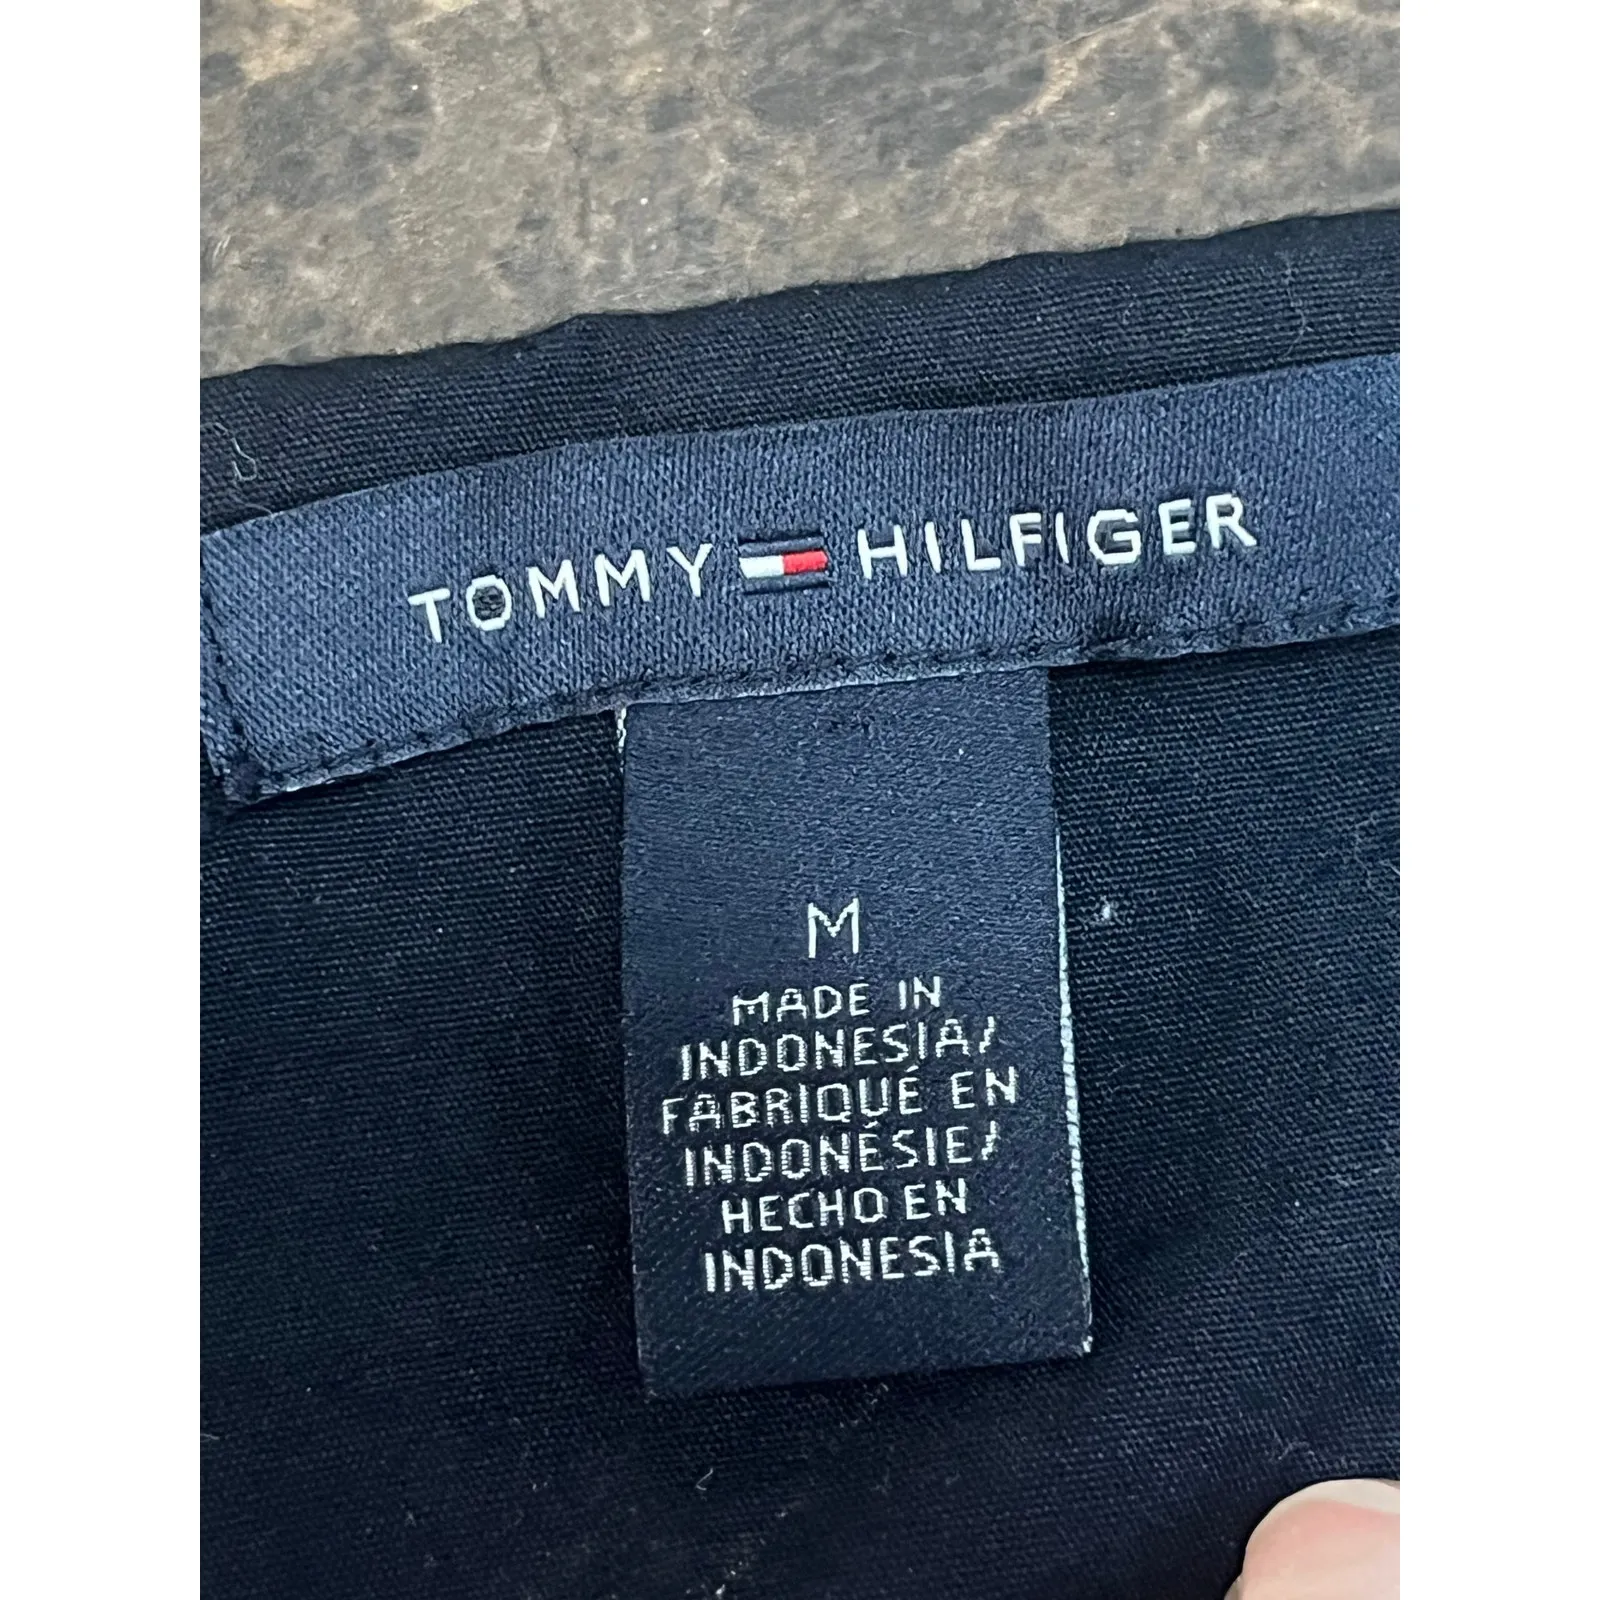 TOMMY HILFIGER
M
MADE IN
INDONESIA/
FABRIQUÉ EN
INDONÉSIE/
HECHO EN
INDONESIA